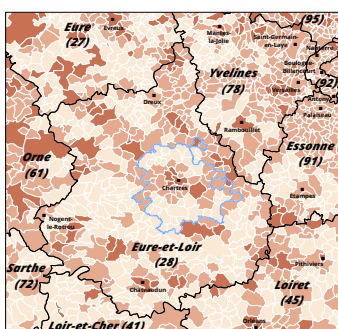 (95)
Eure
(27)
Evreux
Mantes-
la-Jolie
Saint-Germain-
en-Laye
Nanterre
Boulogne-
Billancourt
Yvelines
(78)
(92)
Versailles
Antony
Palaiseau
Dreux
Rambouillet
Essonne
(91)
Orne
(61)
Chartres
Étampes
Nogent-
le-Rotrou
Eure-et-Loir
(28)
Sarthe
(72)
Pithiviers
Châteaudun
Loiret
(45)
Orléans
Loir-et-Cher (41)